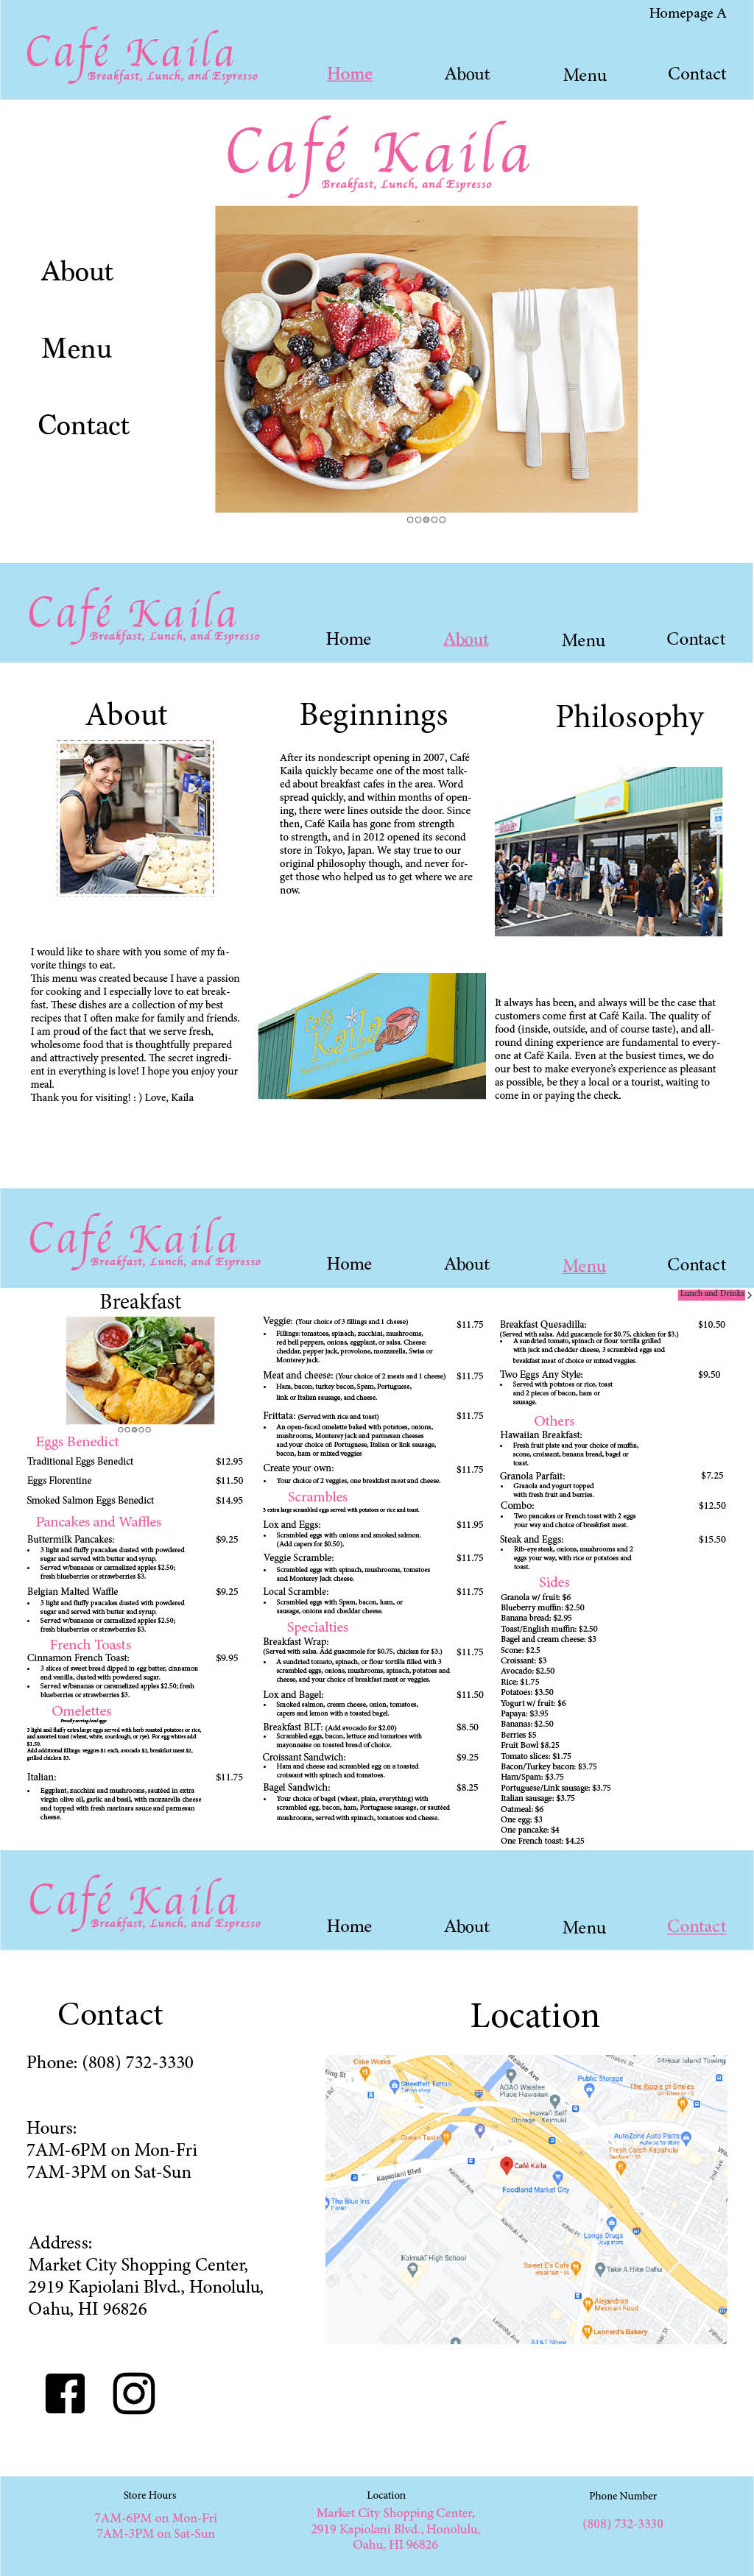 Homepage A
Café Kaila
Breakfast, Lunch, and Espresso
Home
About
Menu
Contact
Café Kaila
Breakfast, Lunch, and Espresso
About
Menu
Contact
Café Kaila
Breakfast, Lunch, and Espresso
Home
About
Menu
Contact
About
I would like to share with you some of my fa-
vorite things to eat.
This menu was created because I have a passion
for cooking and I especially love to eat break-
fast. These dishes are a collection of my best
recipes that I often make for family and friends.
I am proud of the fact that we serve fresh,
wholesome food that is thoughtfully prepared
and attractively presented. The secret ingredi-
ent in everything is love! I hope you enjoy your
meal.
Thank you for visiting! : ) Love, Kaila
Beginnings
After its nondescript opening in 2007, Café
Kaila quickly became one of the most talk-
ed about breakfast cafes in the area. Word
spread quickly, and within months of open-
ing, there were lines outside the door. Since
then, Café Kaila has gone from strength
to strength, and in 2012 opened its second
store in Tokyo, Japan. We stay true to our
original philosophy though, and never for-
get those who helped us to get where we are
now.
Café
Kaila
Philosophy
It always has been, and always will be the case that
customers come first at Café Kaila. The quality of
food (inside, outside, and of course taste), and all-
round dining experience are fundamental to every-
one at Café Kaila. Even at the busiest times, we do
our best to make everyone's experience as pleasant
as possible, be they a local or a tourist, waiting to
come in or paying the check.
Café Kaila
Breakfast, Lunch, and Espresso
Home
About
Menu
Contact
Lunch and Drinks >
Breakfast
Eggs Benedict
Traditional Eggs Benedict $12.95
Eggs Florentine $11.50
Smoked Salmon Eggs Benedict $14.95
Pancakes and Waffles
Buttermilk Pancakes: $9.25
• 3 light and fluffy pancakes dusted with powdered
sugar and served with butter and syrup.
• Served w/bananas or carmalized apples $2.50;
fresh blueberries or strawberries $3.
Belgian Malted Waffle $9.25
• 3 light and fluffy pancakes dusted with powdered
sugar and served with butter and syrup.
• Served w/bananas or carmalized apples $2.50;
fresh blueberries or strawberries $3.
French Toasts
Cinnamon French Toast: $9.95
• 3 slices of sweet bread dipped in egg batter, cinnamon
and vanilla, dusted with powdered sugar.
• Served w/bananas or caramelized apples $2.50; fresh
blueberries or strawberries $3.
Omelettes
Proudly serving local eggs
3 light and fluffy extra large eggs served with herb roasted potatoes or rice,
and assorted toast (wheat, white, sourdough, or rye). For egg whites add
$1.50.
Add additional fillings: veggies $1 each, avocado $2, breakfast meat $2,
grilled chicken $3.
Italian: $11.75
• Eggplant, zucchini and mushrooms, sautéed in extra
virgin olive oil, garlic and basil, with mozzarella cheese
and topped with fresh marinara sauce and parmesan
cheese.
Veggie: (Your choice of 3 fillings and 1 cheese) $11.75
• Fillings: tomatoes, spinach, zucchini, mushrooms,
red bell peppers, onions, eggplant, or salsa. Cheese:
cheddar, pepper jack, provolone, mozzarella, Swiss or
Monterey jack.
Meat and cheese: (Your choice of 2 meats and 1 cheese) $11.75
• Ham, bacon, turkey bacon, Spam, Portuguese,
link or Italian sausage, and cheese.
Frittata: (Served with rice and toast) $11.75
• An open-faced omelette baked with potatoes, onions,
mushrooms, Monterey jack and parmesan cheeses
and your choice of: Portuguese, Italian or link sausage,
bacon, ham or mixed veggies
Create your own: $11.75
• Your choice of 2 veggies, one breakfast meat and cheese.
Scrambles
3 extra large scrambled eggs served with potatoes or rice and toast.
Lox and Eggs: $11.95
• Scrambled eggs with onions and smoked salmon.
(Add capers for $0.50).
Veggie Scramble: $11.75
• Scrambled eggs with spinach, mushrooms, tomatoes
and Monterey Jack cheese.
Local Scramble: $11.75
• Scrambled eggs with Spam, bacon, ham, or
sausage, onions and cheddar cheese.
Specialties
Breakfast Wrap:
(Served with salsa. Add guacamole for $0.75, chicken for $3.) $11.75
• A sundried tomato, spinach, or flour tortilla filled with 3
scrambled eggs, onions, mushrooms, spinach, potatoes and
cheese, and your choice of breakfast meat or veggies.
Lox and Bagel: $11.50
• Smoked salmon, cream cheese, onion, tomatoes,
capers and lemon with a toasted bagel.
Breakfast BLT: (Add avocado for $2.00) $8.50
• Scrambled eggs, bacon, lettuce and tomatoes with
mayonnaise on toasted bread of choice.
Croissant Sandwich: $9.25
• Ham and cheese and scrambled egg on a toasted
croissant with spinach and tomatoes.
Bagel Sandwich: $8.25
• Your choice of bagel (wheat, plain, everything) with
scrambled egg, bacon, ham, Portuguese sausage, or sautéed
mushrooms, served with spinach, tomatoes and cheese.
Breakfast Quesadilla: $10.50
(Served with salsa. Add guacamole for $0.75, chicken for $3.)
• A sundried tomato, spinach or flour tortilla grilled
with jack and cheddar cheese, 3 scrambled eggs and
breakfast meat of choice or mixed veggies.
Two Eggs Any Style: $9.50
• Served with potatoes or rice, toast
and 2 pieces of bacon, ham or
sausage.
Others
Hawaiian Breakfast:
• Fresh fruit plate and your choice of muffin,
scone, croissant, banana bread, bagel or
toast.
Granola Parfait: $7.25
• Granola and yogurt topped
with fresh fruit and berries.
Combo: $12.50
• Two pancakes or French toast with 2 eggs
your way and choice of breakfast meat.
Steak and Eggs: $15.50
• Rib-eye steak, onions, mushrooms and 2
eggs your way, with rice or potatoes and
toast.
Sides
Granola w/ fruit: $6
Blueberry muffin: $2.50
Banana bread: $2.95
Toast/English muffin: $2.50
Bagel and cream cheese: $3
Scone: $2.5
Croissant: $3
Avocado: $2.50
Rice: $1.75
Potatoes: $3.50
Yogurt w/ fruit: $6
Papaya: $3.95
Bananas: $2.50
Berries $5
Fruit Bowl $8.25
Tomato slices: $1.75
Bacon/Turkey bacon: $3.75
Ham/Spam: $3.75
Portuguese/Link sausage: $3.75
Italian sausage: $3.75
Oatmeal: $6
One egg: $3
One pancake: $4
One French toast: $4.25
Café Kaila
Breakfast, Lunch, and Espresso
Home
About
Menu
Contact
Contact
Phone: (808) 732-3330
Hours:
7AM-6PM on Mon-Fri
7AM-3PM on Sat-Sun
Address:
Market City Shopping Center,
2919 Kapiolani Blvd., Honolulu,
Oahu, HI 96826
Location
Cake Works
24Hour Island Towing
King St
Waialae Ave
Streetfeet Tattoo
Tattoo shop
AOAO Waialae
Place Hawaiian
Public Storage
The Ripple of Smiles
Hawaii Self
Storage - Kaimuki
Ocean Taste
AutoZone Auto Parts
Fresh Catch Kapahulu
Café Kaila
Kapiolani Blvd
Kaimuki Ave
Foodland Market City
2nd Ave
The Blue Iris
Kaimuki Ave
Longs Drugs
Drug store
Kaimuki High School
Sweet E's Cafe
Breakfast • $$
Take A Hike Oahu
Alejandro's
Mexican Food
Leonard's Bakery
AT&T Store
Store Hours
7AM-6PM on Mon-Fri
7AM-3PM on Sat-Sun
Location
Market City Shopping Center,
2919 Kapiolani Blvd., Honolulu,
Oahu, HI 96826
Phone Number
(808) 732-3330